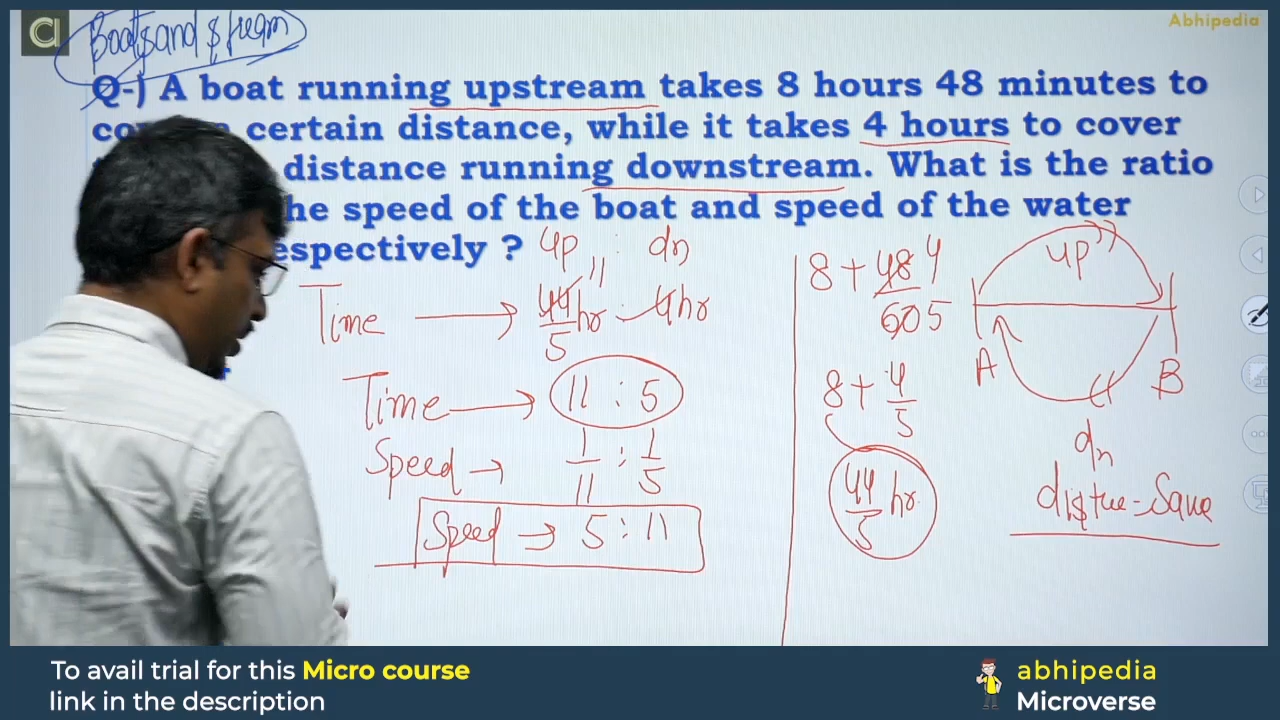 Boats and Stream
Abhipedia
Q-) A boat running upstream takes 8 hours 48 minutes to
certain distance, while it takes 4 hours to cover
distance running downstream. What is the ratio
he speed of the boat and speed of the water
espectively ?
up : dn
Time → 44/5 hr : 4 hr
11
Time → 11 : 5
Speed → 1/11 : 1/5
Speed → 5 : 11
8 + 48/60 4/5
8 + 4/5
44/5 hr.
up
A B
dn
To avail trial for this Micro course
link in the description
abhipedia
Microverse